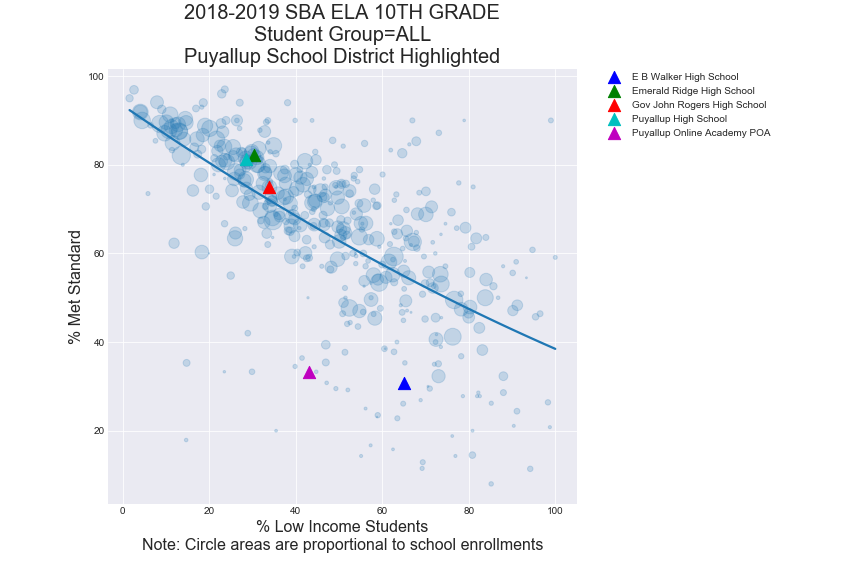 2018-2019 SBA ELA 10TH GRADE
Student Group=ALL
Puyallup School District Highlighted
E B Walker High School
Emerald Ridge High School
Gov John Rogers High School
Puyallup High School
Puyallup Online Academy POA
% Met Standard
100
80
60
40
20
0 20 40 60 80 100
% Low Income Students
Note: Circle areas are proportional to school enrollments